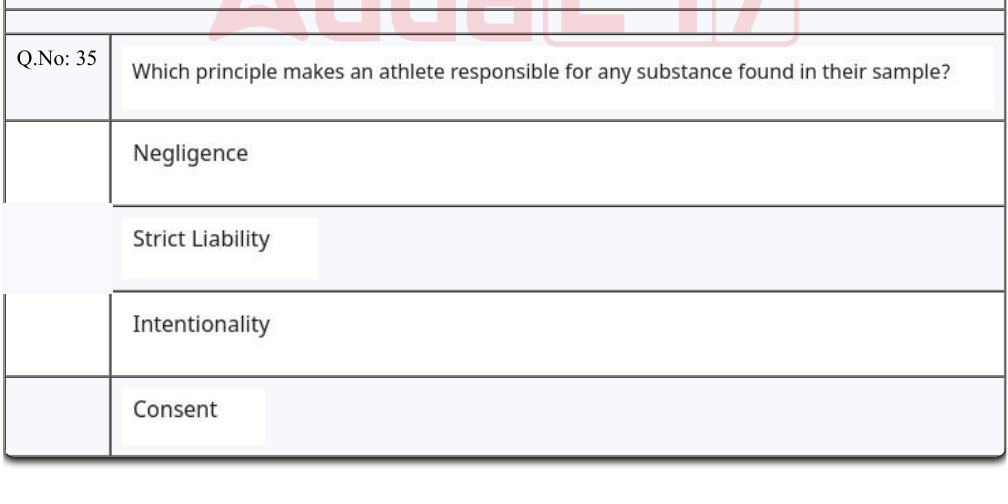 Q.No: 35
Which principle makes an athlete responsible for any substance found in their sample?
Negligence
Strict Liability
Intentionality
Consent